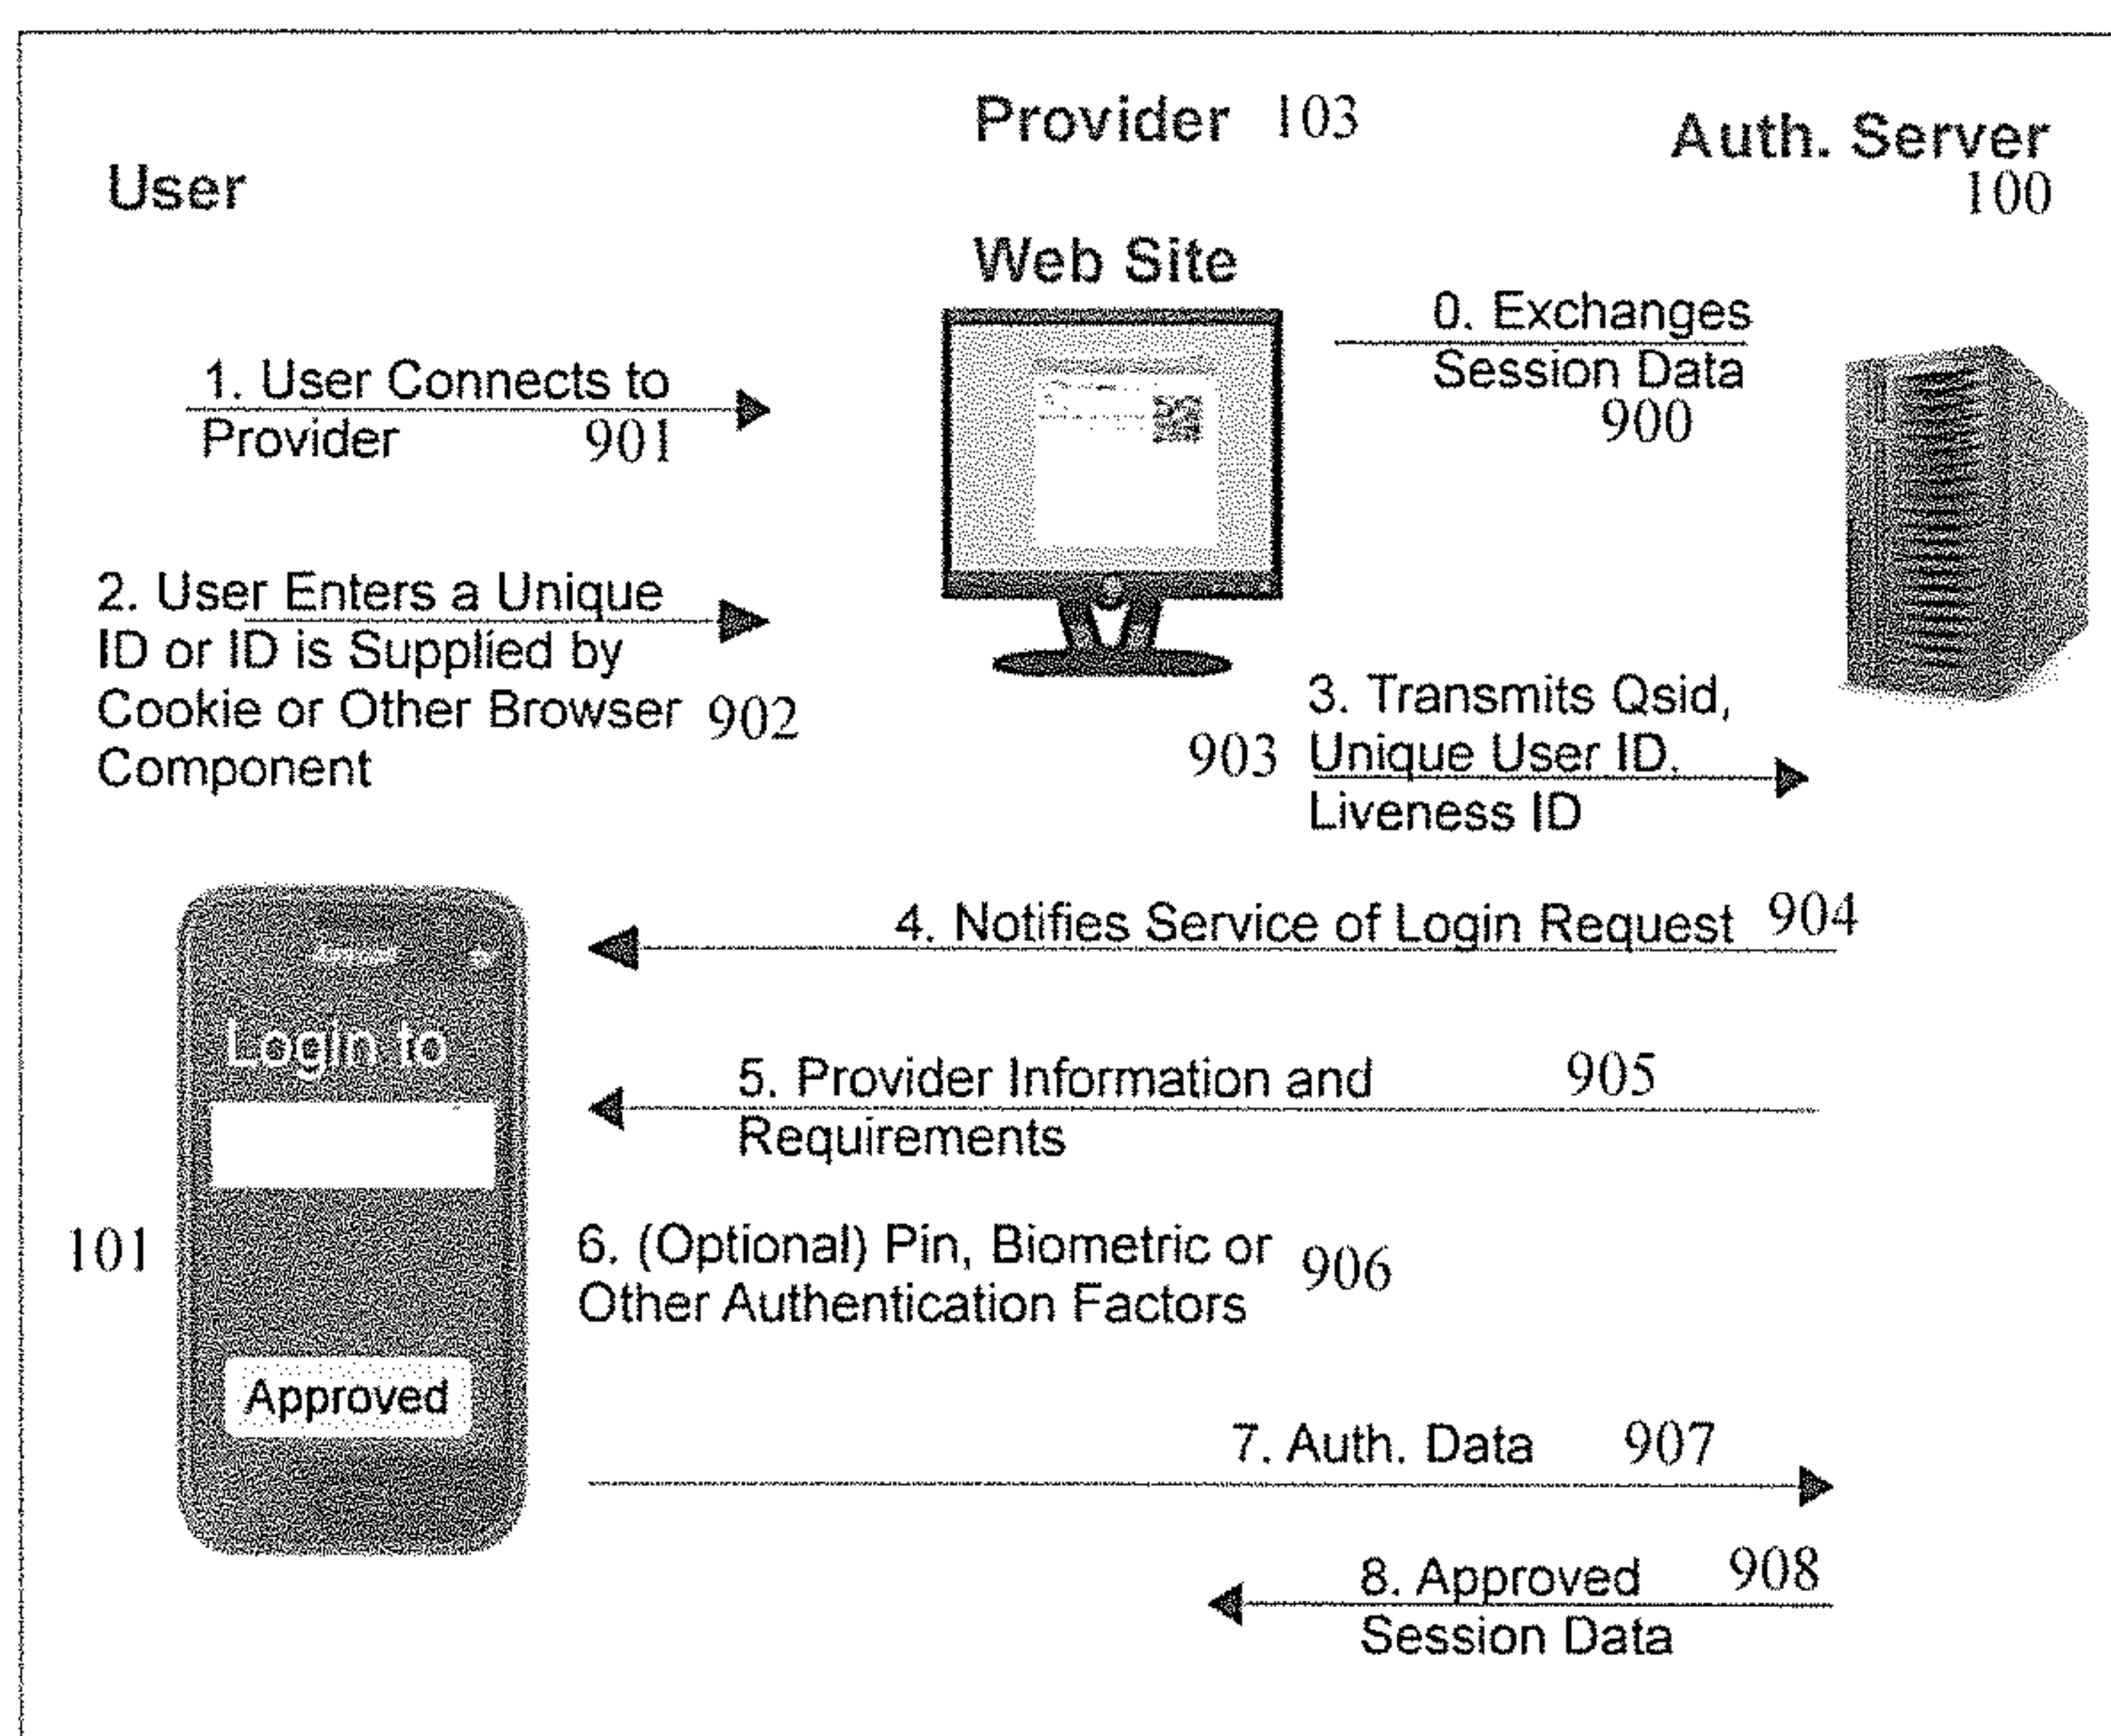 Provider 103
Auth. Server
100
User
Web Site
0. Exchanges
Session Data
900
1. User Connects to
Provider 901
2. User Enters a Unique
ID or ID is Supplied by
Cookie or Other Browser 902
Component
3. Transmits Qsid,
903 Unique User ID.
Liveness ID
4. Notifies Service of Login Request 904
Login to
5. Provider Information and 905
Requirements
101
6. (Optional) Pin, Biometric or 906
Other Authentication Factors
Approved
7. Auth. Data 907
8. Approved 908
Session Data